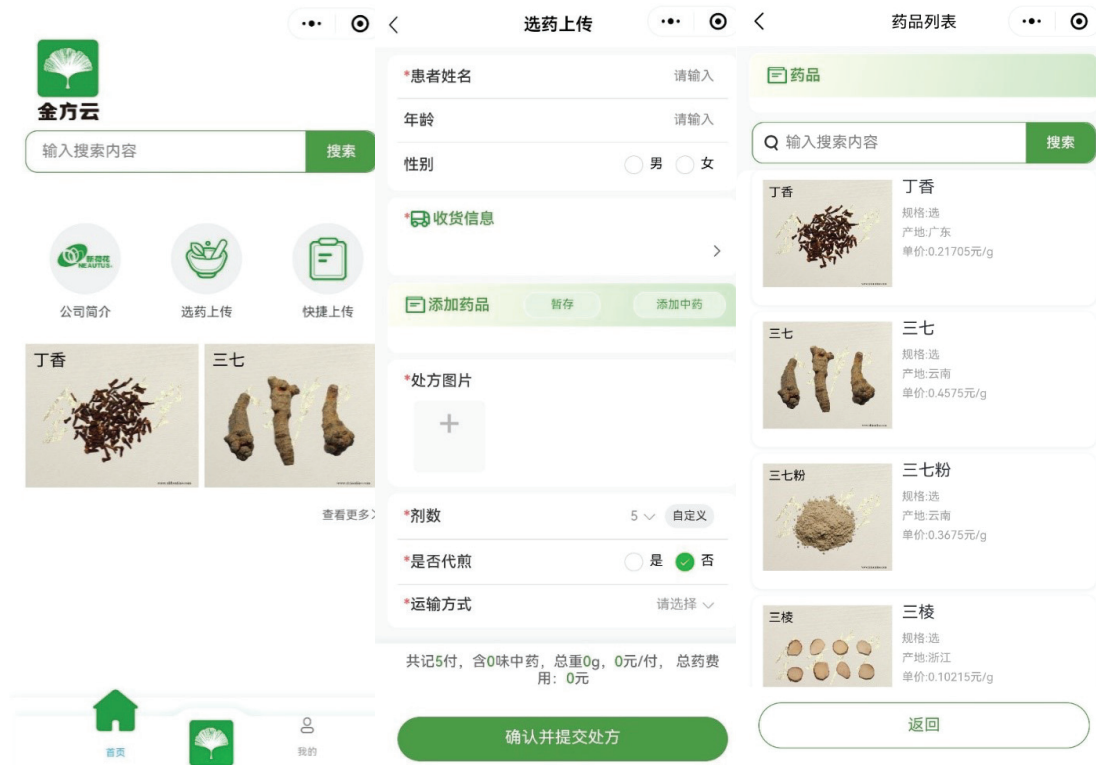 金方云
输入搜索内容
搜索
新荷花
NEAUTUS
公司简介
选药上传
快捷上传
丁香
三七
查看更多
首页
我的
选药上传
*患者姓名
请输入
年龄
请输入
性别
男
女
*收货信息
添加药品
暂存
添加中药
*处方图片
*剂数
5
自定义
*是否代煎
是
否
*运输方式
请选择
共记5付，含0味中药，总重0g，0元/付， 总药费
用：0元
确认并提交处方
药品列表
药品
输入搜索内容
搜索
丁香
丁香
规格:选
产地:广东
单价:0.21705元/g
三七
三七
规格:选
产地:云南
单价:0.4575元/g
三七粉
三七粉
规格:选
产地:云南
单价:0.3675元/g
三棱
三棱
规格:选
产地:浙江
单价:0.10215元/g
返回